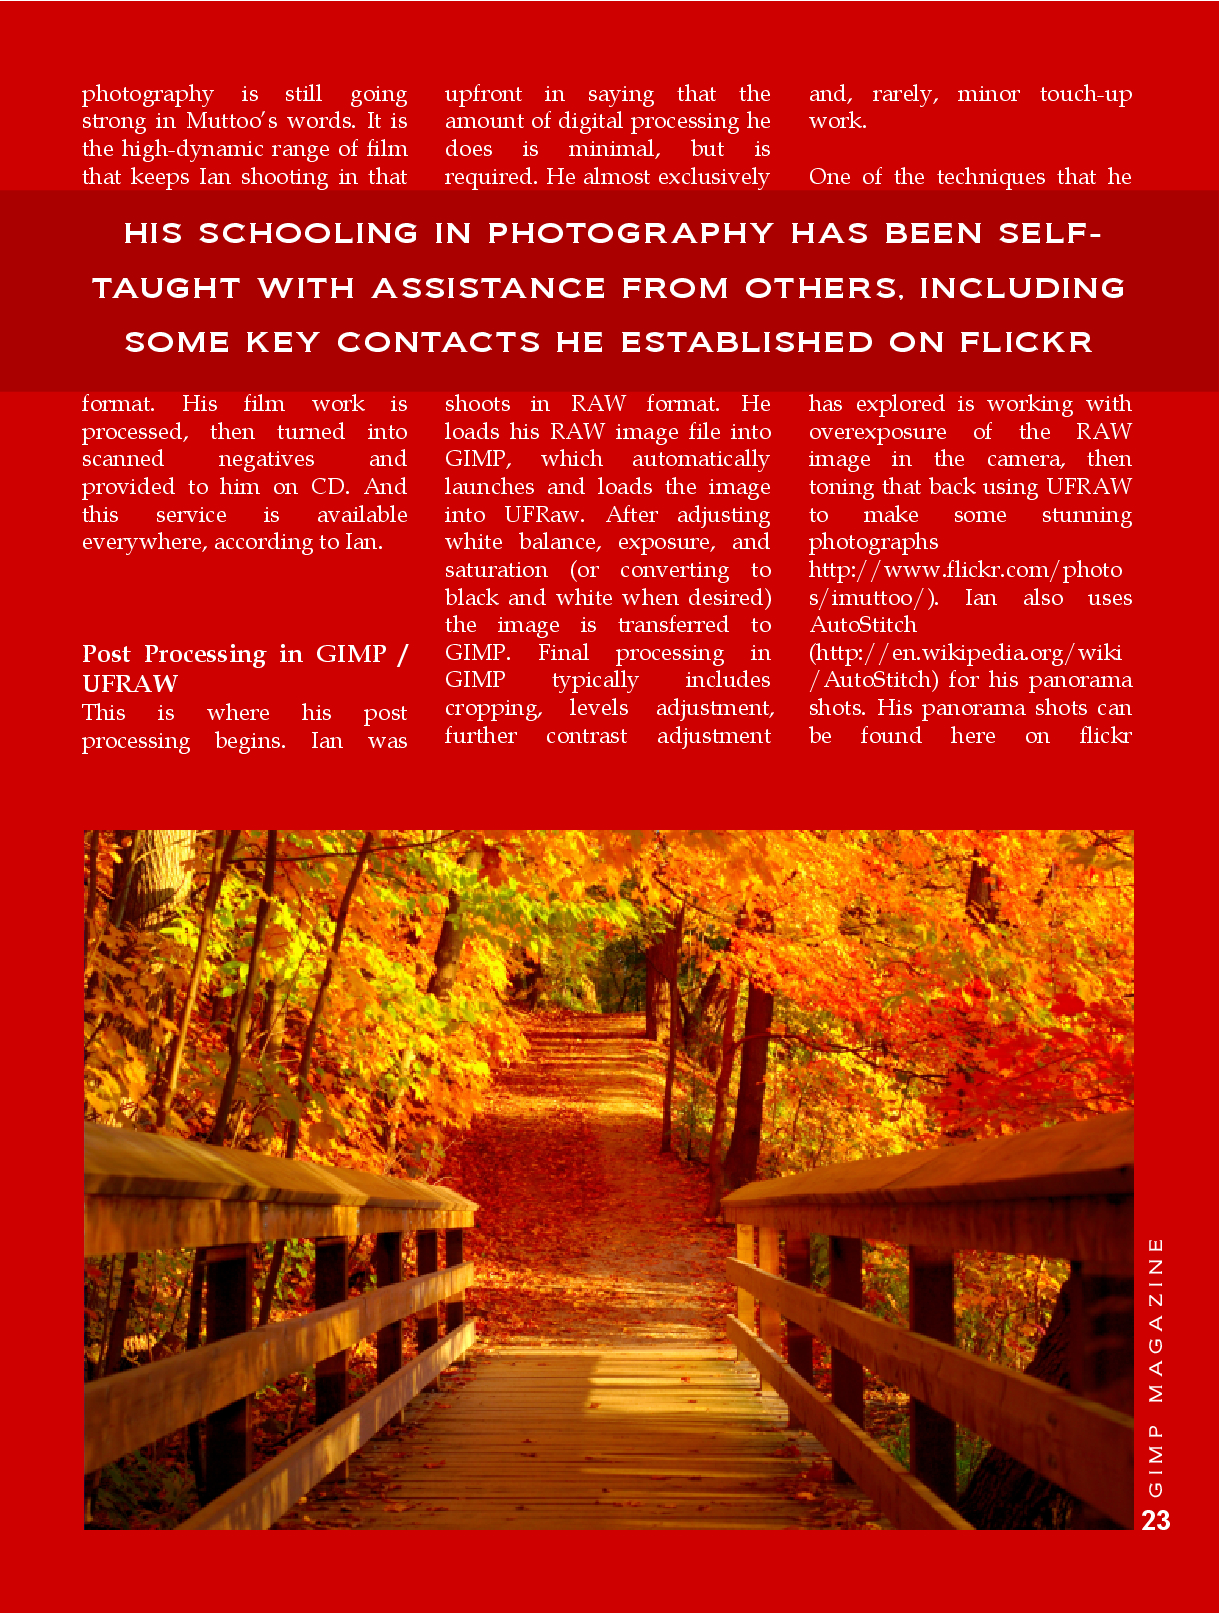 photography is still going
strong in Muttoo's words. It is
the high-dynamic range of film
that keeps Ian shooting in that
format. His film work is
processed, then turned into
scanned negatives and
provided to him on CD. And
this service is available
everywhere, according to Ian.
Post Processing in GIMP /
UFRAW
This is where his post
processing begins. Ian was
upfront in saying that the
amount of digital processing he
does is minimal, but is
required. He almost exclusively
shoots in RAW format. He
loads his RAW image file into
GIMP, which automatically
launches and loads the image
into UFRaw. After adjusting
white balance, exposure, and
saturation (or converting to
black and white when desired)
the image is transferred to
GIMP. Final processing in
GIMP typically includes
cropping, levels adjustment,
further contrast adjustment
and, rarely, minor touch-up
work.
One of the techniques that he
has explored is working with
overexposure of the RAW
image in the camera, then
toning that back using UFRAW
to make some stunning
photographs
http://www.flickr.com/photo
s/imuttoo/). Ian also uses
AutoStitch
(http://en.wikipedia.org/wiki
/AutoStitch) for his panorama
shots. His panorama shots can
be found here on flickr
HIS SCHOOLING IN PHOTOGRAPHY HAS BEEN SELF-
TAUGHT WITH ASSISTANCE FROM OTHERS, INCLUDING
SOME KEY CONTACTS HE ESTABLISHED ON FLICKR
GIMP MAGAZINE
23